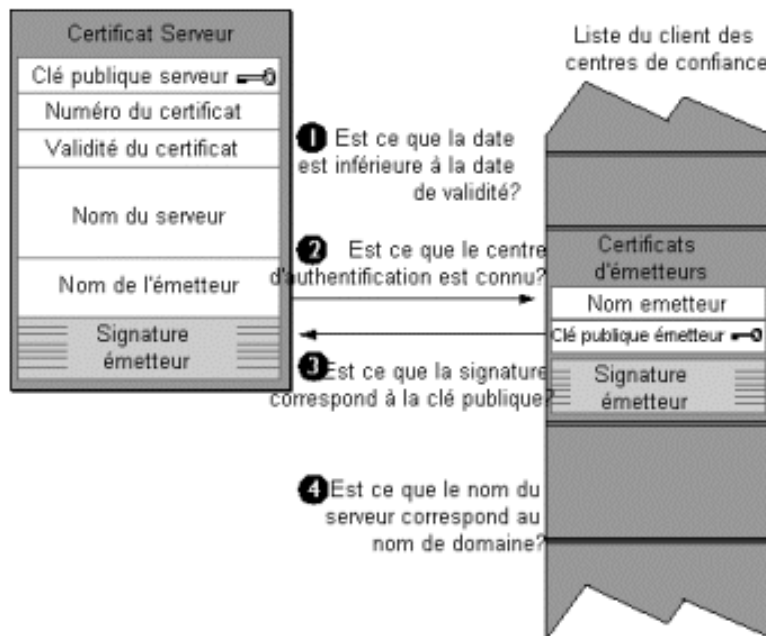 Certificat Serveur
Clé publique serveur
Numéro du certificat
Validité du certificat
Nom du serveur
Nom de l'émetteur
Signature
émetteur
1 Est ce que la date
est inférieure à la date
de validité?
2 Est ce que le centre
d'authentification est connu?
3 Est ce que la signature
correspond à la clé publique?
4 Est ce que le nom du
serveur correspond au
nom de domaine?
Liste du client des
centres de confiance
Certificats
d'émetteurs
Nom emetteur
Clé publique émetteur
Signature
émetteur